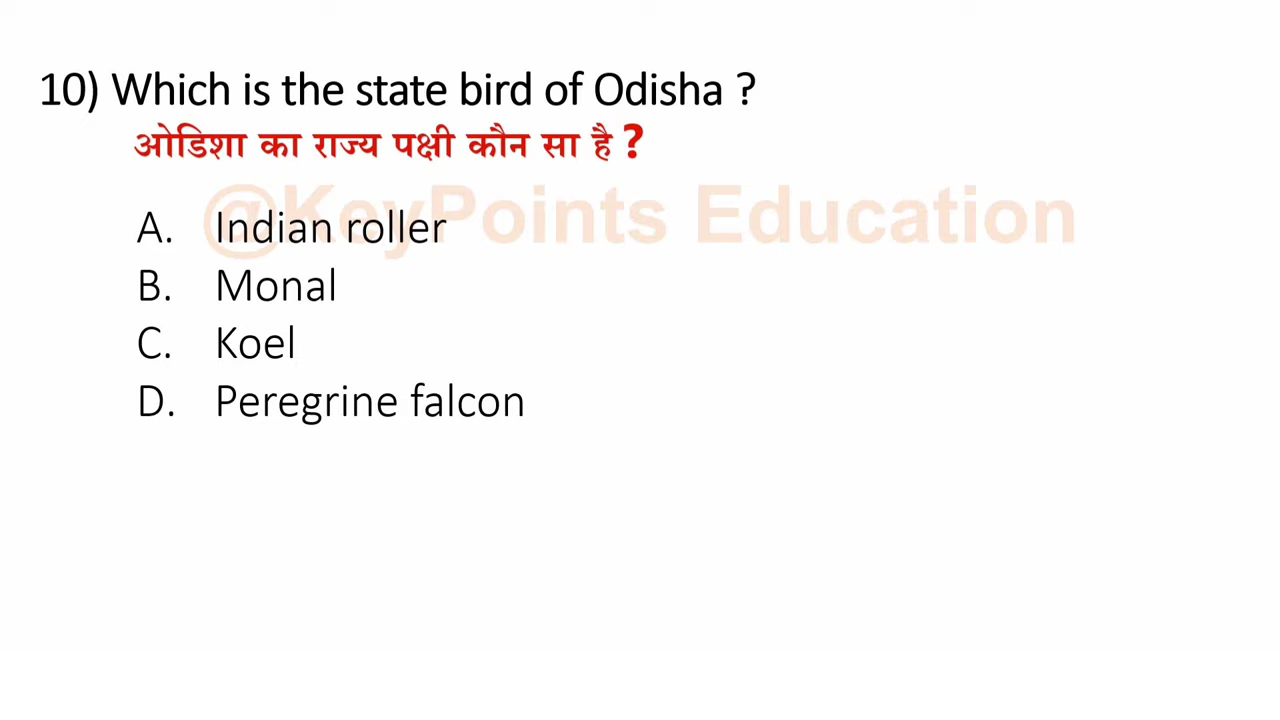 10) Which is the state bird of Odisha ?
ओडिशा का राज्य पक्षी कौन सा है ?
@KeyPoints Education
A. Indian roller
B. Monal
C. Koel
D. Peregrine falcon